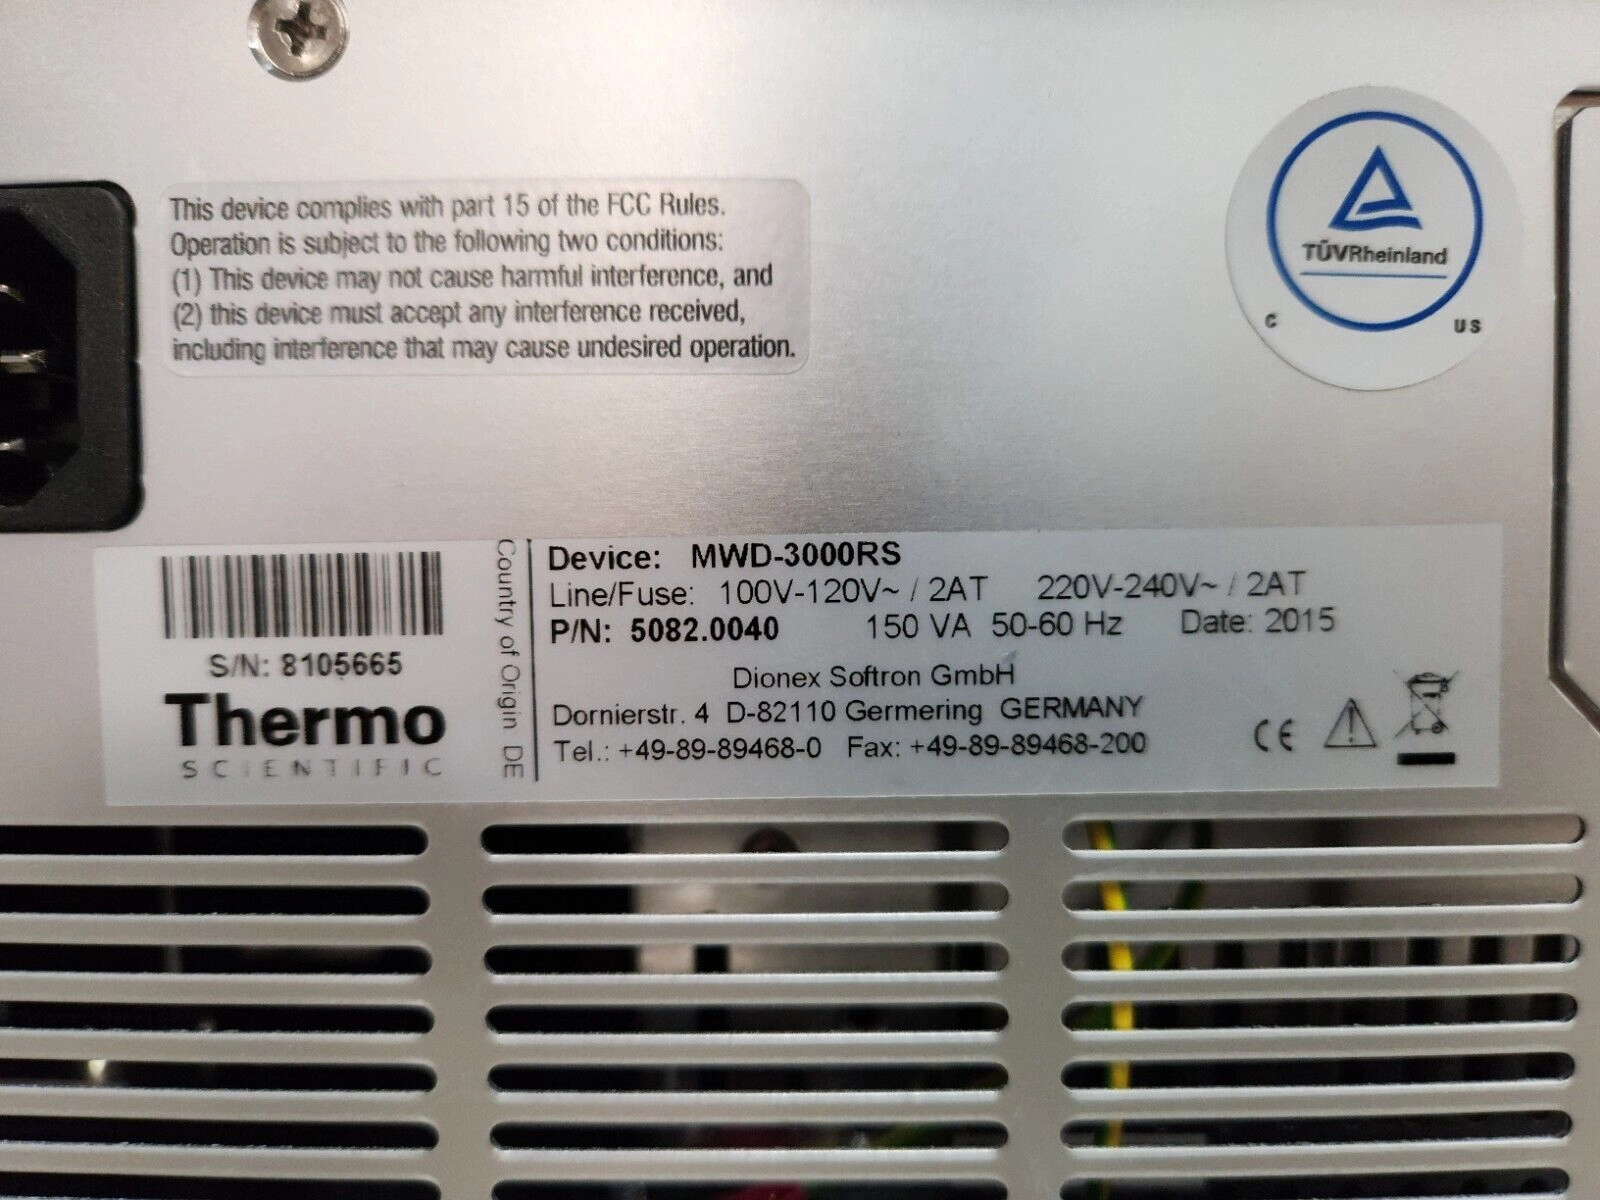 This device complies with part 15 of the FCC Rules.
Operation is subject to the following two conditions:
(1) This device may not cause harmful interference, and
(2) this device must accept any interference received,
including interference that may cause undesired operation.
TÜVRheinland
C US
S/N: 8105665
Thermo
SCIENTIFIC
Country of Origin DE
Device: MWD-3000RS
Line/Fuse: 100V-120V~ / 2AT 220V-240V~ / 2AT
P/N: 5082.0040 150 VA 50-60 Hz Date: 2015
Dionex Softron GmbH
Dornierstr. 4 D-82110 Germering GERMANY
Tel.: +49-89-89468-0 Fax: +49-89-89468-200
CE